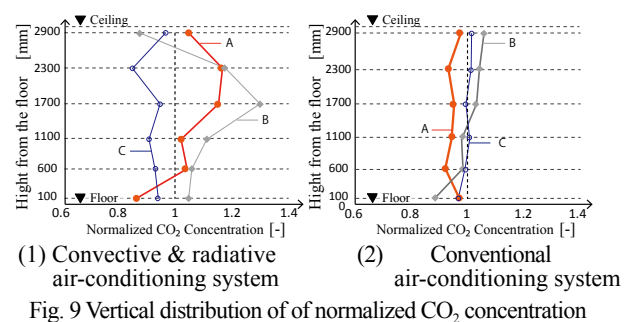 ▼ Ceiling
Hight from the floor [mm]
2900
2300
1700
1100
600
100
0
A
B
C
▼ Floor
0.6 0.8 1 1.2 1.4
Normalized CO₂ Concentration [-]
(1) Convective & radiative
air-conditioning system
▼ Ceiling
Hight from the floor [mm]
2900
2300
1700
1100
600
100
0
B
A
C
▼ Floor
0.6 0.8 1 1.2 1.4
Normalized CO₂ Concentration [-]
(2) Conventional
air-conditioning system
Fig. 9 Vertical distribution of of normalized CO₂ concentration